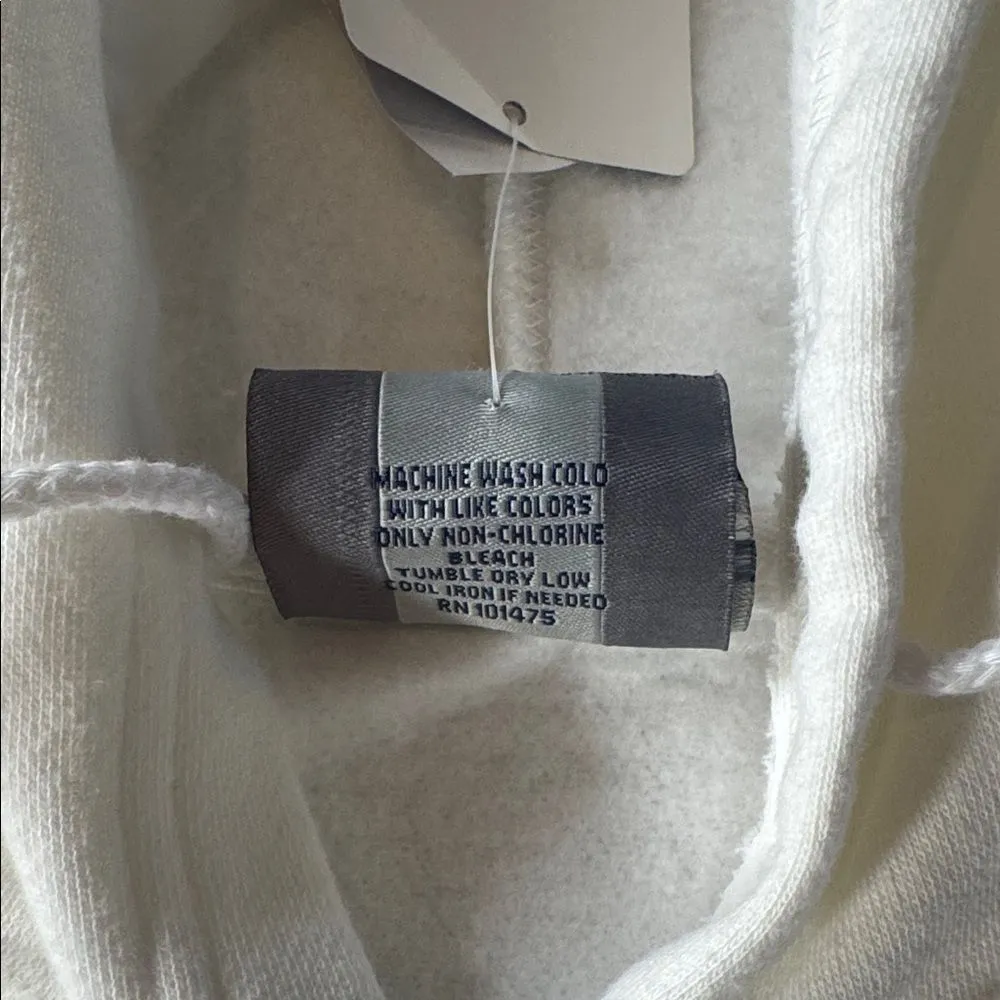 MACHINE WASH COLD
WITH LIKE COLORS
ONLY NON-CHLORINE
BLEACH
TUMBLE DRY LOW
COOL IRON IF NEEDED
RN 101475